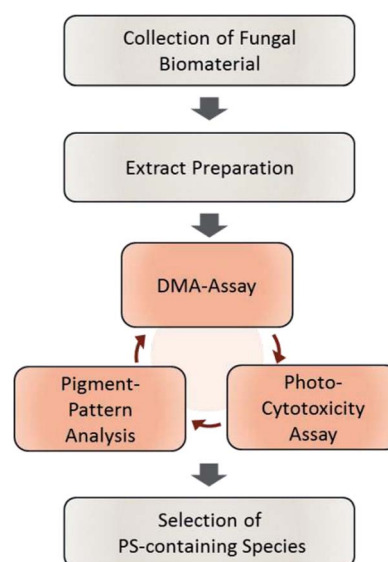 Collection of Fungal
Biomaterial
Extract Preparation
DMA-Assay
Pigment-
Pattern
Analysis
Photo-
Cytotoxicity
Assay
Selection of
PS-containing Species